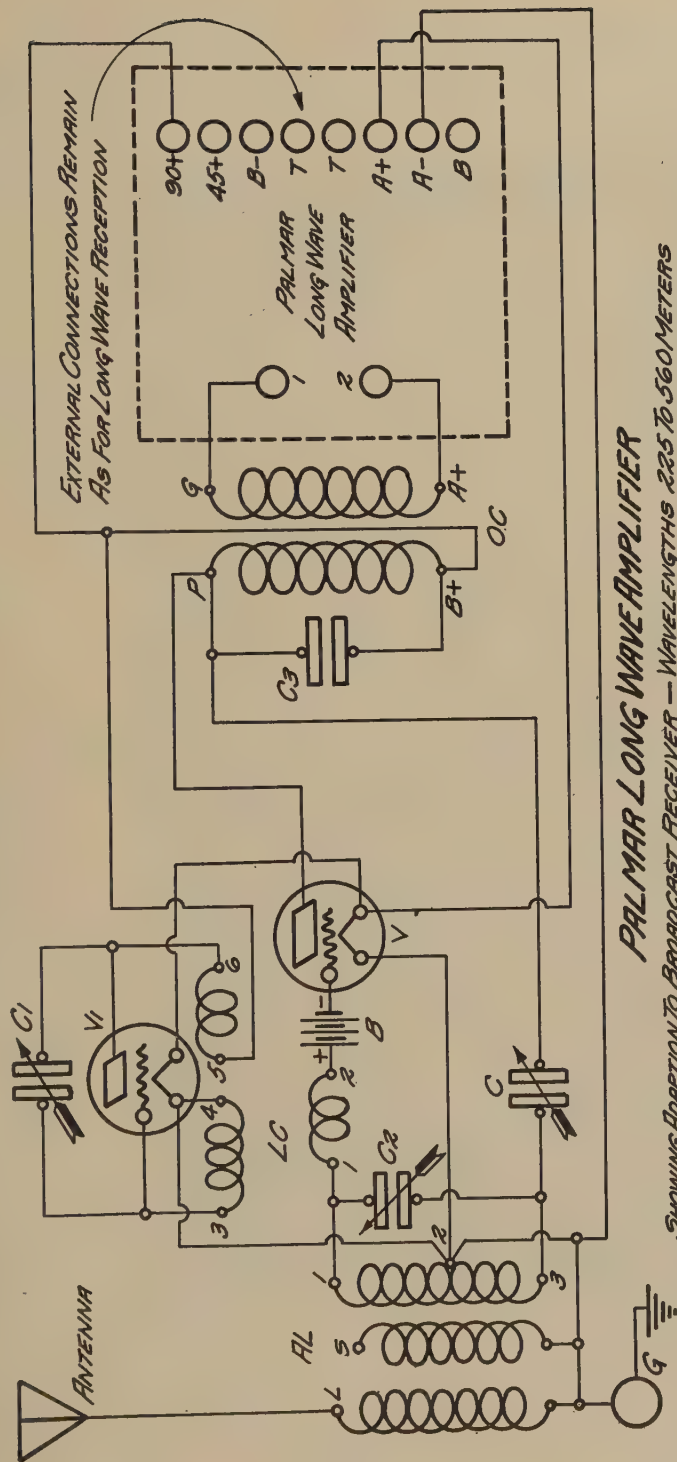 ANTENNA
EXTERNAL CONNECTIONS REMAIN
AS FOR LONG WAVE RECEPTION
C1
V1
3
4
5
6
LC
1
2
+
-
B
V
C2
C
L
AL
S
1
2
3
G
P
C3
B+
G
A+
O.C
1
2
PALMAR
LONG WAVE
AMPLIFIER
90+
45+
B-
T
T
A+
A-
B
PALMAR LONG WAVE AMPLIFIER
SHOWING ADAPTION TO BROADCAST RECEIVER — WAVELENGTHS 225 TO 560 METERS